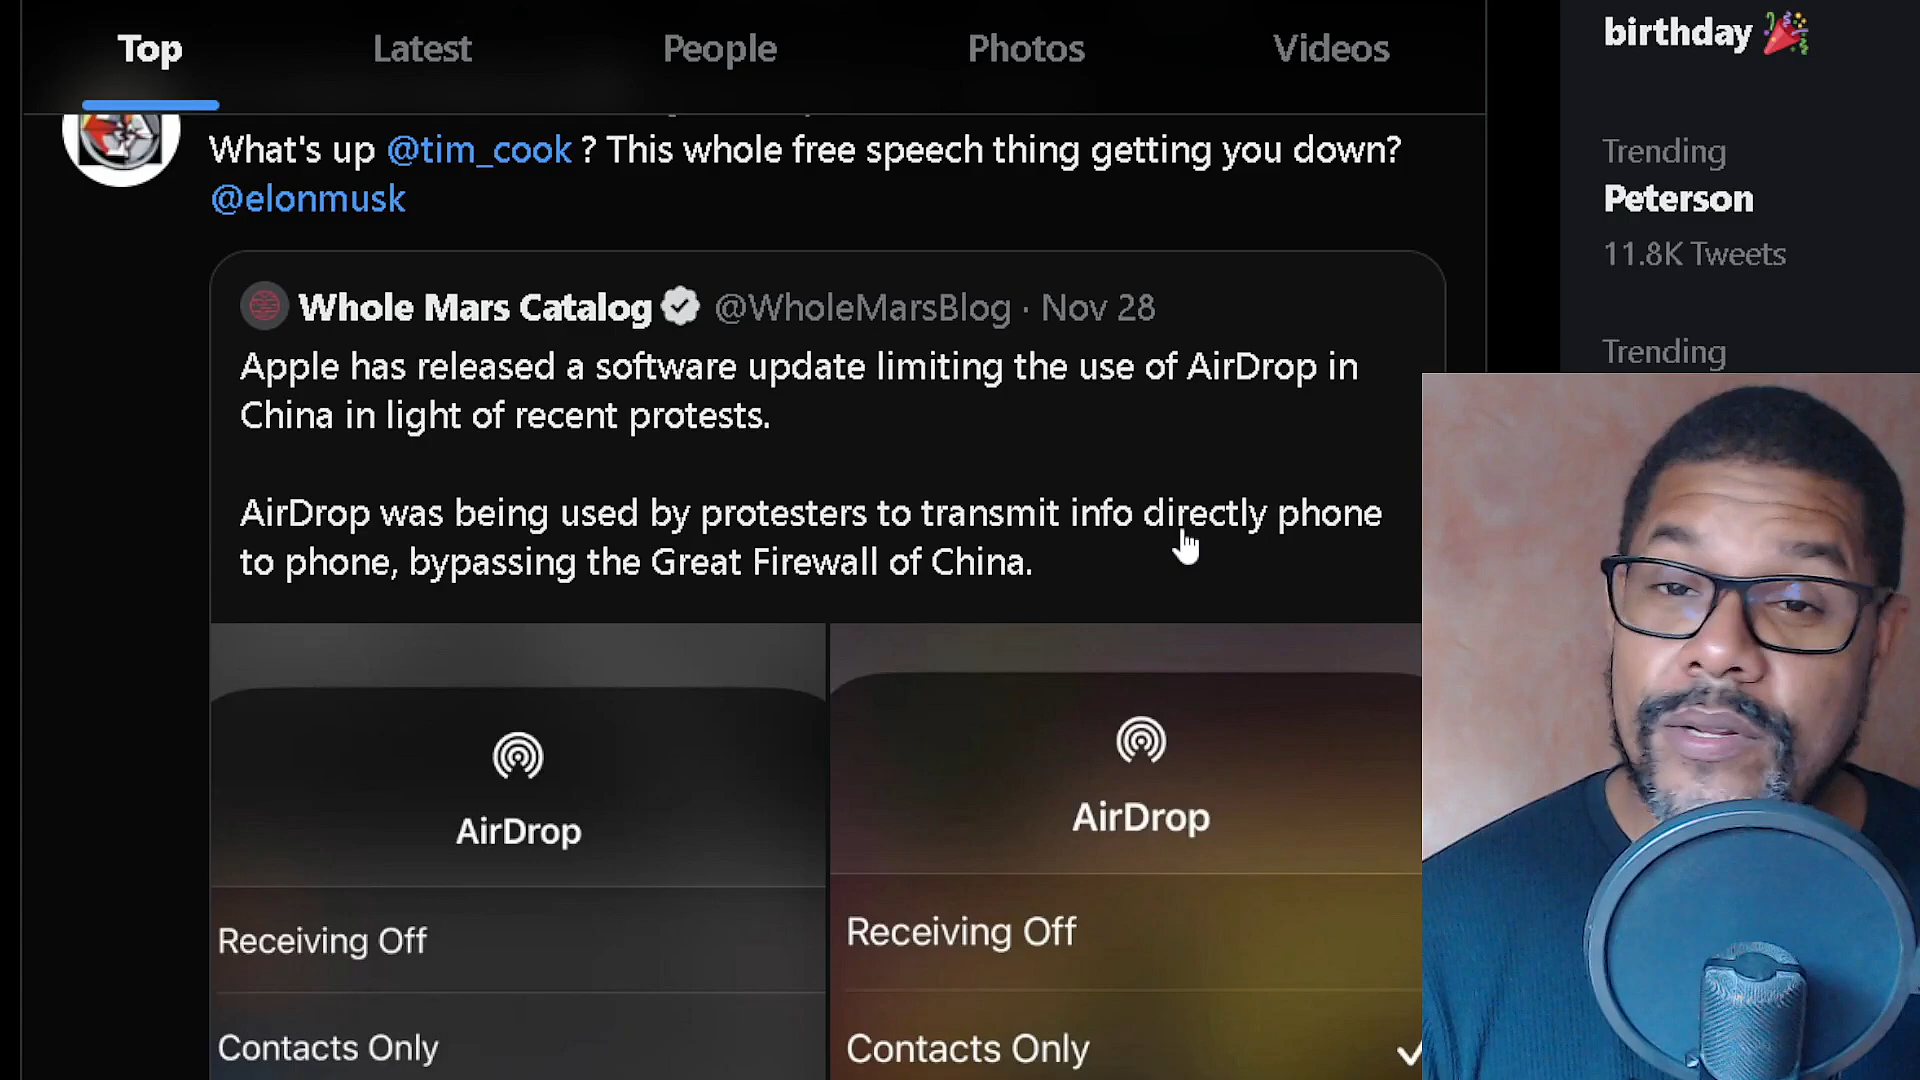 Top Latest People Photos Videos
What's up @tim_cook ? This whole free speech thing getting you down?
@elonmusk
Whole Mars Catalog @WholeMarsBlog · Nov 28
Apple has released a software update limiting the use of AirDrop in
China in light of recent protests.
AirDrop was being used by protesters to transmit info directly phone
to phone, bypassing the Great Firewall of China.
AirDrop
Receiving Off
Contacts Only
AirDrop
Receiving Off
Contacts Only
birthday 🎉
Trending
Peterson
11.8K Tweets
Trending